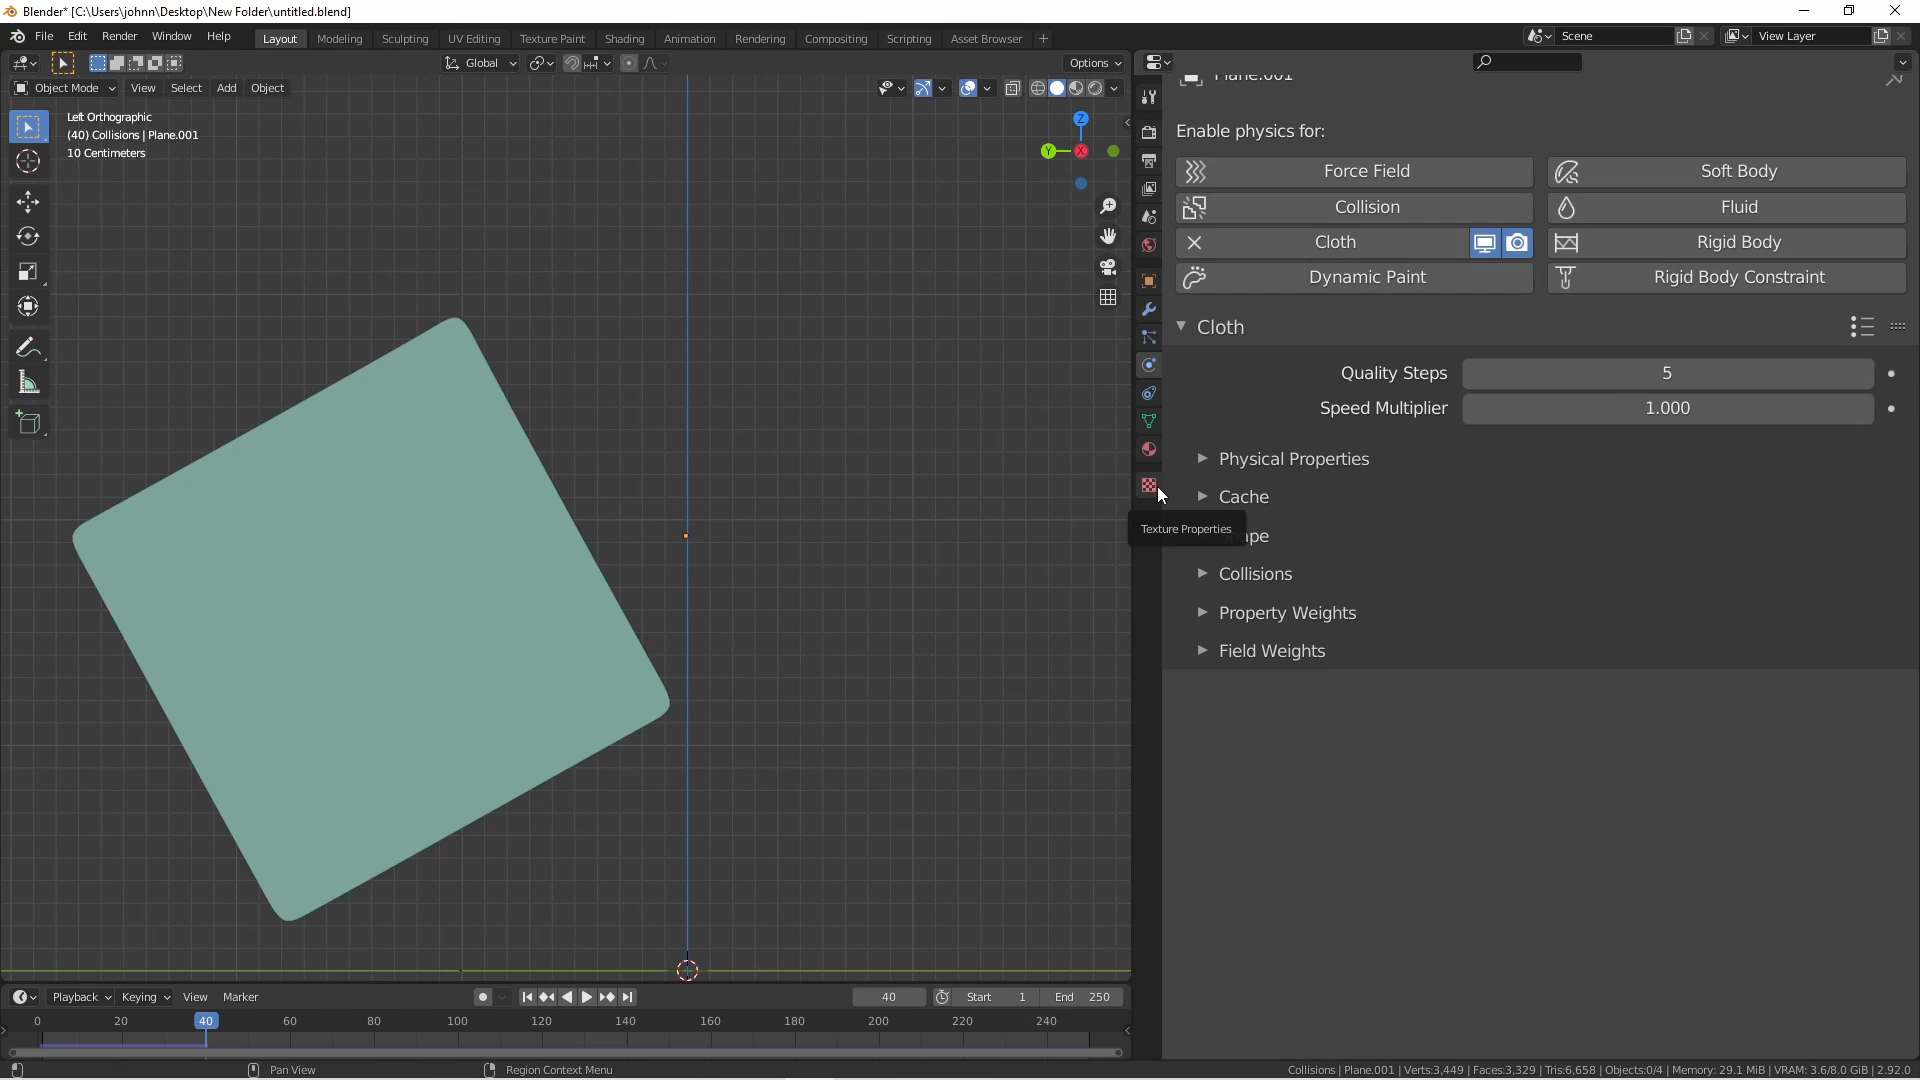 Blender* [C:\Users\johnn\Desktop\New Folder\untitled.blend]
File Edit Render Window Help Layout Modeling Sculpting UV Editing Texture Paint Shading Animation Rendering Compositing Scripting Asset Browser + Scene View Layer
Global Options
Object Mode View Select Add Object
Left Orthographic
(40) Collisions | Plane.001
10 Centimeters
Z
Y
X
Plane.001
Enable physics for:
Force Field Soft Body
Collision Fluid
Cloth Rigid Body
Dynamic Paint Rigid Body Constraint
Cloth
Quality Steps 5
Speed Multiplier 1.000
Physical Properties
Cache
Texture Properties
Collisions
Property Weights
Field Weights
Playback Keying View Marker 40 Start 1 End 250
0 20 40 60 80 100 120 140 160 180 200 220 240
Pan View Region Context Menu Collisions | Plane.001 | Verts:3,449 | Faces:3,329 | Tris:6,658 | Objects:0/4 | Memory: 29.1 MiB | VRAM: 3.6/8.0 GiB | 2.92.0